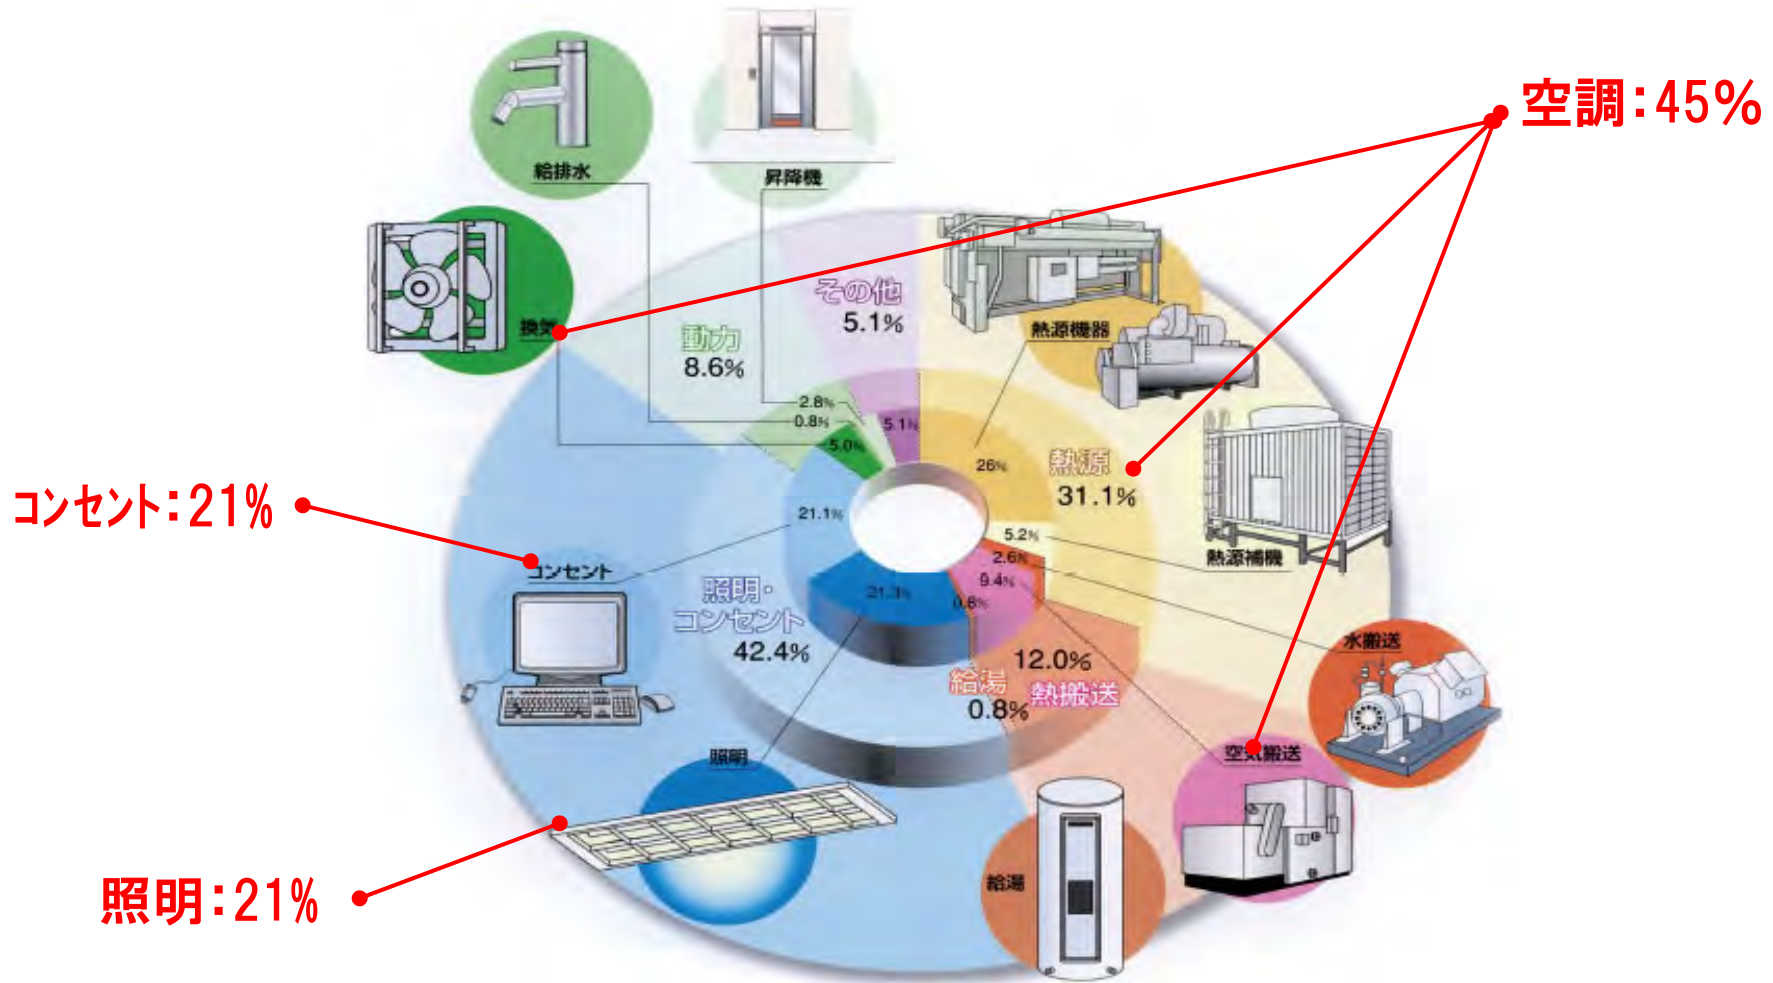 空調：45%
給排水
昇降機
換気
その他
5.1%
動力
8.6%
熱源機器
2.8%
0.8%
5.0%
5.1%
26%
熱源
31.1%
コンセント：21%
21.1%
5.2%
2.6%
9.4%
0.8%
21.3%
熱源補機
コンセント
照明・
コンセント
42.4%
水搬送
12.0%
熱搬送
給湯
0.8%
空気搬送
照明
給湯
照明：21%